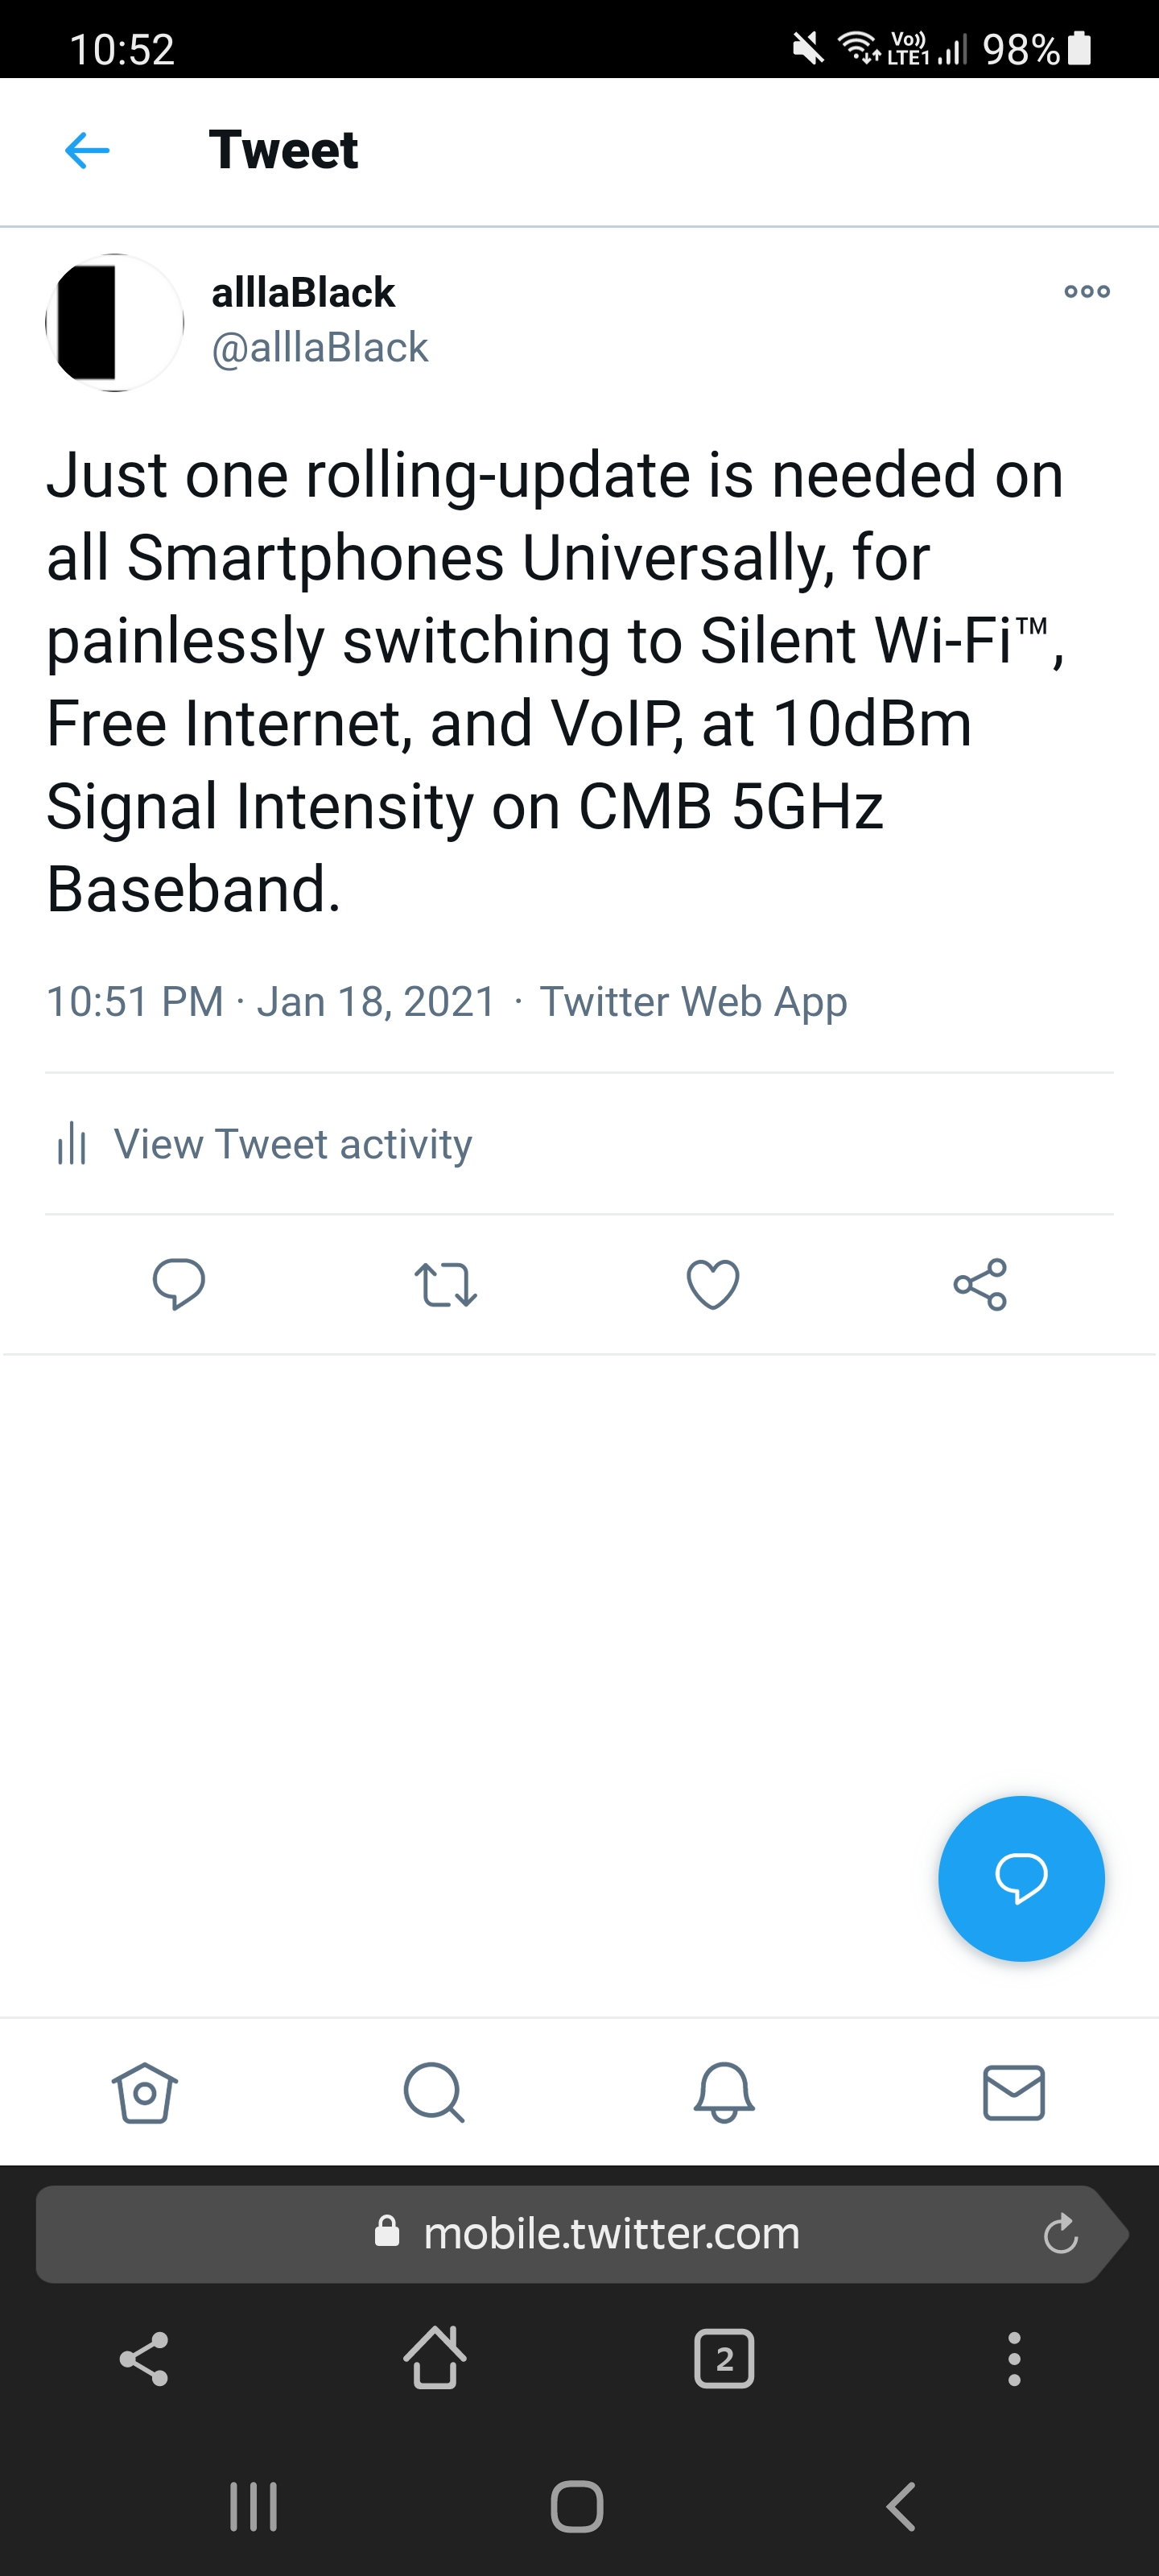 10:52
Vo)) LTE1 98%
Tweet
alllaBlack
@alllaBlack
Just one rolling-update is needed on
all Smartphones Universally, for
painlessly switching to Silent Wi-Fi™,
Free Internet, and VoIP, at 10dBm
Signal Intensity on CMB 5GHz
Baseband.
10:51 PM · Jan 18, 2021 · Twitter Web App
View Tweet activity
mobile.twitter.com
2